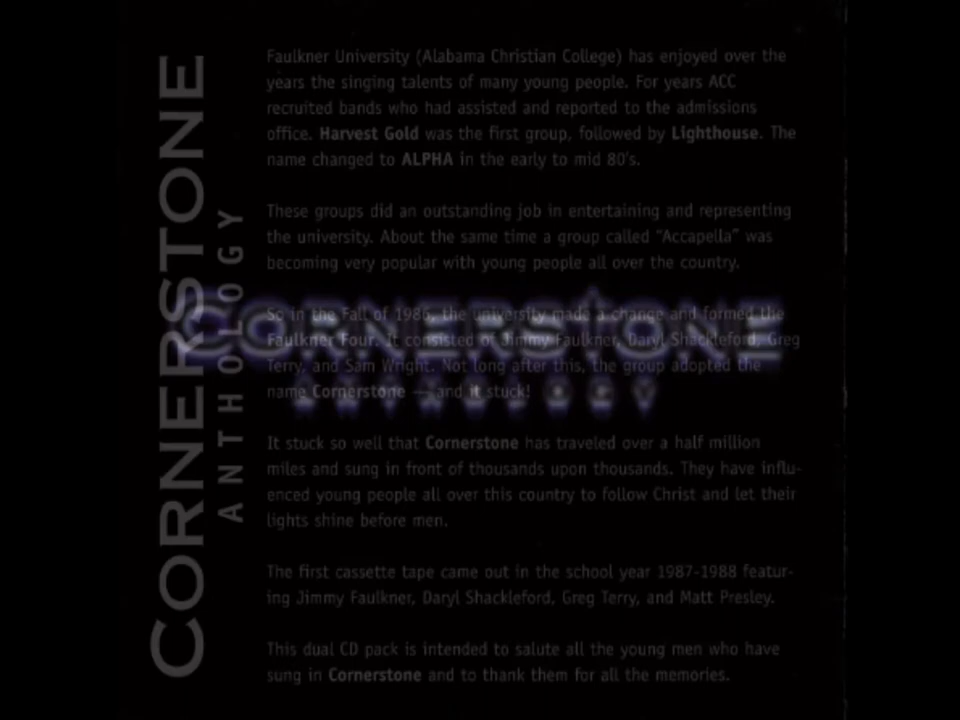 CORNERSTONE
ANTHOLOGY
Faulkner University (Alabama Christian College) has enjoyed over the
years the singing talents of many young people. For years ACC
recruited bands who had assisted and reported to the admissions
office. Harvest Gold was the first group, followed by Lighthouse. The
name changed to ALPHA in the early to mid 80's.
These groups did an outstanding job in entertaining and representing
the university. About the same time a group called "Accapella" was
becoming very popular with young people all over the country.
So in the Fall of 1986, the university made a change and formed the
Faulkner Four. It consisted of Jimmy Faulkner, Daryl Shackleford, Greg
Terry, and Sam Wright. Not long after this, the group adopted the
name Cornerstone — and it stuck!
CORNERSTONE
ANTHOLOGY
It stuck so well that Cornerstone has traveled over a half million
miles and sung in front of thousands upon thousands. They have influ-
enced young people all over this country to follow Christ and let their
lights shine before men.
The first cassette tape came out in the school year 1987-1988 featur-
ing Jimmy Faulkner, Daryl Shackleford, Greg Terry, and Matt Presley.
This dual CD pack is intended to salute all the young men who have
sung in Cornerstone and to thank them for all the memories.